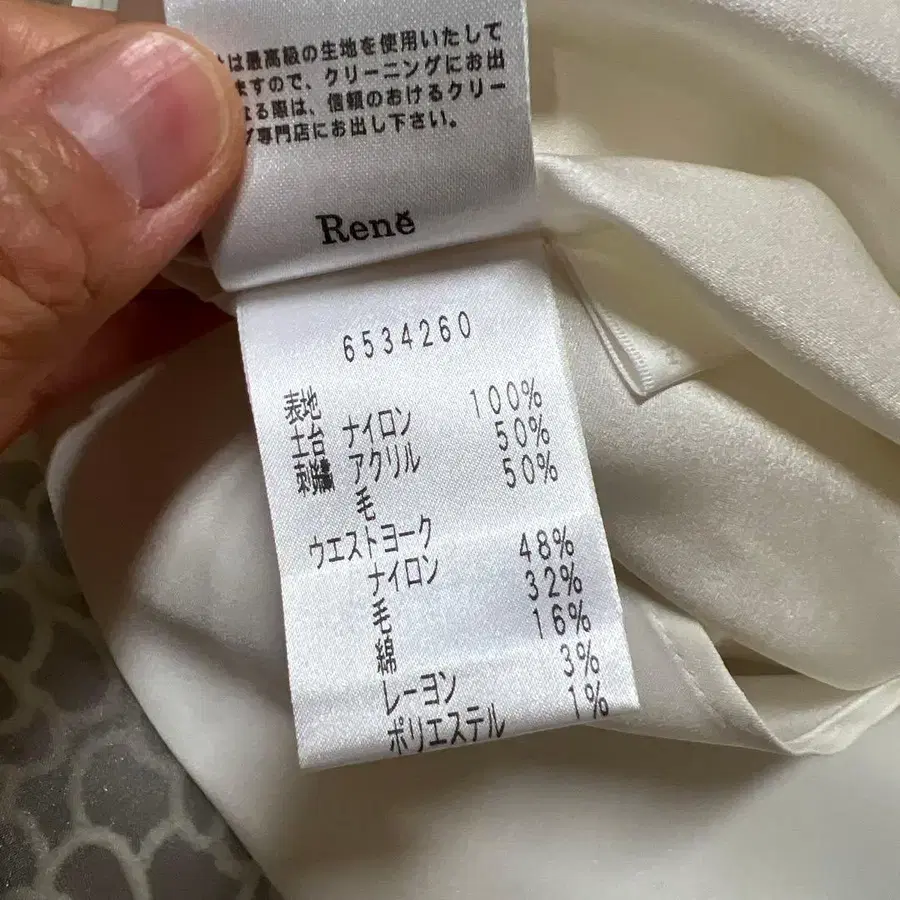 は最高級の生地を使用いたして
ますので、クリーニングにお出
る際は、信頼のおけるクリー
専門店にお出し下さい。
René
6534260
表地
土台 ナイロン 100%
刺繍 アクリル 50%
毛 50%
ウエストヨーク
ナイロン 48%
毛 32%
綿 16%
レーヨン 3%
ポリエステル 1%